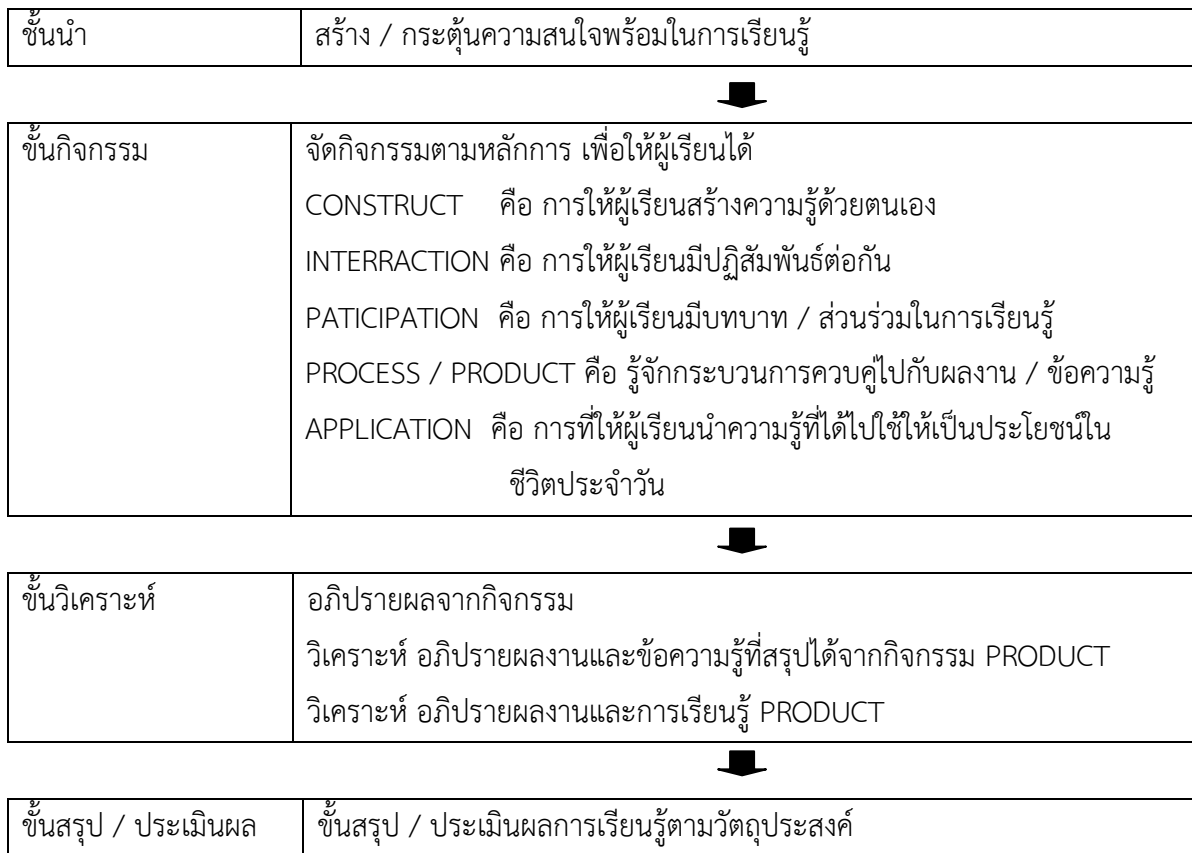 ชั้นนำ สร้าง / กระตุ้นความสนใจพร้อมในการเรียนรู้
ขั้นกิจกรรม จัดกิจกรรมตามหลักการ เพื่อให้ผู้เรียนได้
CONSTRUCT คือ การให้ผู้เรียนสร้างความรู้ด้วยตนเอง
INTERRACTION คือ การให้ผู้เรียนมีปฏิสัมพันธ์ต่อกัน
PATICIPATION คือ การให้ผู้เรียนมีบทบาท / ส่วนร่วมในการเรียนรู้
PROCESS / PRODUCT คือ รู้จักกระบวนการควบคู่ไปกับผลงาน / ข้อความรู้
APPLICATION คือ การที่ให้ผู้เรียนนำความรู้ที่ได้ไปใช้ให้เป็นประโยชน์ใน
ชีวิตประจำวัน
ขั้นวิเคราะห์ อภิปรายผลจากกิจกรรม
วิเคราะห์ อภิปรายผลงานและข้อความรู้ที่สรุปได้จากกิจกรรม PRODUCT
วิเคราะห์ อภิปรายผลงานและการเรียนรู้ PRODUCT
ขั้นสรุป / ประเมินผล ขั้นสรุป / ประเมินผลการเรียนรู้ตามวัตถุประสงค์